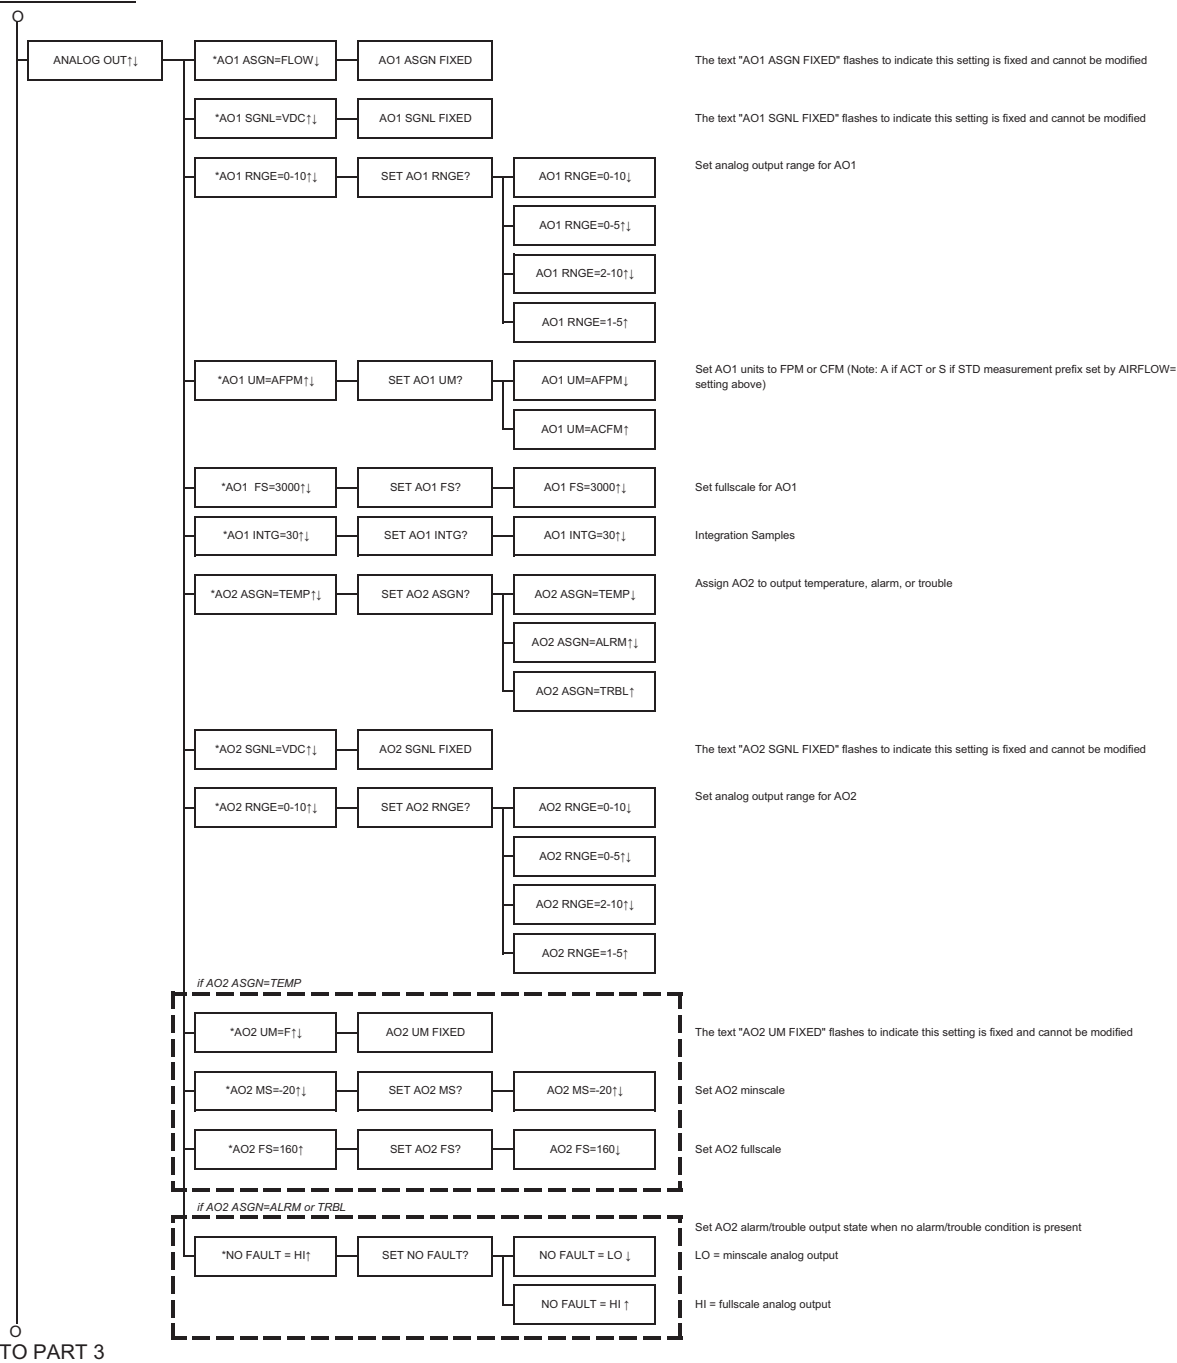 O
ANALOG OUT↑↓
*AO1 ASGN=FLOW↓
AO1 ASGN FIXED
The text "AO1 ASGN FIXED" flashes to indicate this setting is fixed and cannot be modified
*AO1 SGNL=VDC↑↓
AO1 SGNL FIXED
The text "AO1 SGNL FIXED" flashes to indicate this setting is fixed and cannot be modified
*AO1 RNGE=0-10↑↓
SET AO1 RNGE?
AO1 RNGE=0-10↓
Set analog output range for AO1
AO1 RNGE=0-5↑↓
AO1 RNGE=2-10↑↓
AO1 RNGE=1-5↑
*AO1 UM=AFPM↑↓
SET AO1 UM?
AO1 UM=AFPM↓
Set AO1 units to FPM or CFM (Note: A if ACT or S if STD measurement prefix set by AIRFLOW=
setting above)
AO1 UM=ACFM↑
*AO1 FS=3000↑↓
SET AO1 FS?
AO1 FS=3000↑↓
Set fullscale for AO1
*AO1 INTG=30↑↓
SET AO1 INTG?
AO1 INTG=30↑↓
Integration Samples
*AO2 ASGN=TEMP↑↓
SET AO2 ASGN?
AO2 ASGN=TEMP↓
Assign AO2 to output temperature, alarm, or trouble
AO2 ASGN=ALRM↑↓
AO2 ASGN=TRBL↑
*AO2 SGNL=VDC↑↓
AO2 SGNL FIXED
The text "AO2 SGNL FIXED" flashes to indicate this setting is fixed and cannot be modified
*AO2 RNGE=0-10↑↓
SET AO2 RNGE?
AO2 RNGE=0-10↓
Set analog output range for AO2
AO2 RNGE=0-5↑↓
AO2 RNGE=2-10↑↓
AO2 RNGE=1-5↑
if AO2 ASGN=TEMP
*AO2 UM=F↑↓
AO2 UM FIXED
The text "AO2 UM FIXED" flashes to indicate this setting is fixed and cannot be modified
*AO2 MS=-20↑↓
SET AO2 MS?
AO2 MS=-20↑↓
Set AO2 minscale
*AO2 FS=160↑
SET AO2 FS?
AO2 FS=160↓
Set AO2 fullscale
if AO2 ASGN=ALRM or TRBL
Set AO2 alarm/trouble output state when no alarm/trouble condition is present
*NO FAULT = HI↑
SET NO FAULT?
NO FAULT = LO ↓
LO = minscale analog output
NO FAULT = HI ↑
HI = fullscale analog output
O
TO PART 3